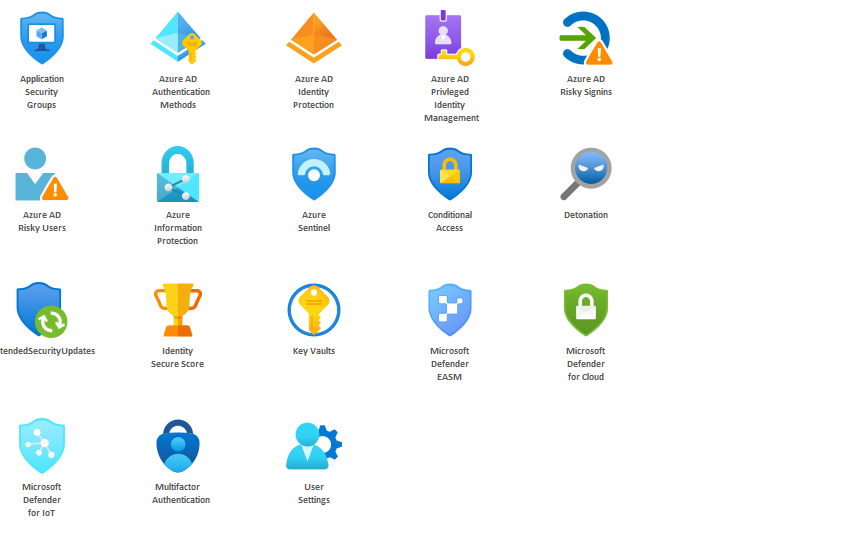 Application
Security
Groups
Azure AD
Authentication
Methods
Azure AD
Identity
Protection
Azure AD
Privleged
Identity
Management
Azure AD
Risky Signins
Azure AD
Risky Users
Azure
Information
Protection
Azure
Sentinel
Conditional
Access
Detonation
tendedSecurityUpdates
Identity
Secure Score
Key Vaults
Microsoft
Defender
EASM
Microsoft
Defender
for Cloud
Microsoft
Defender
for IoT
Multifactor
Authentication
User
Settings